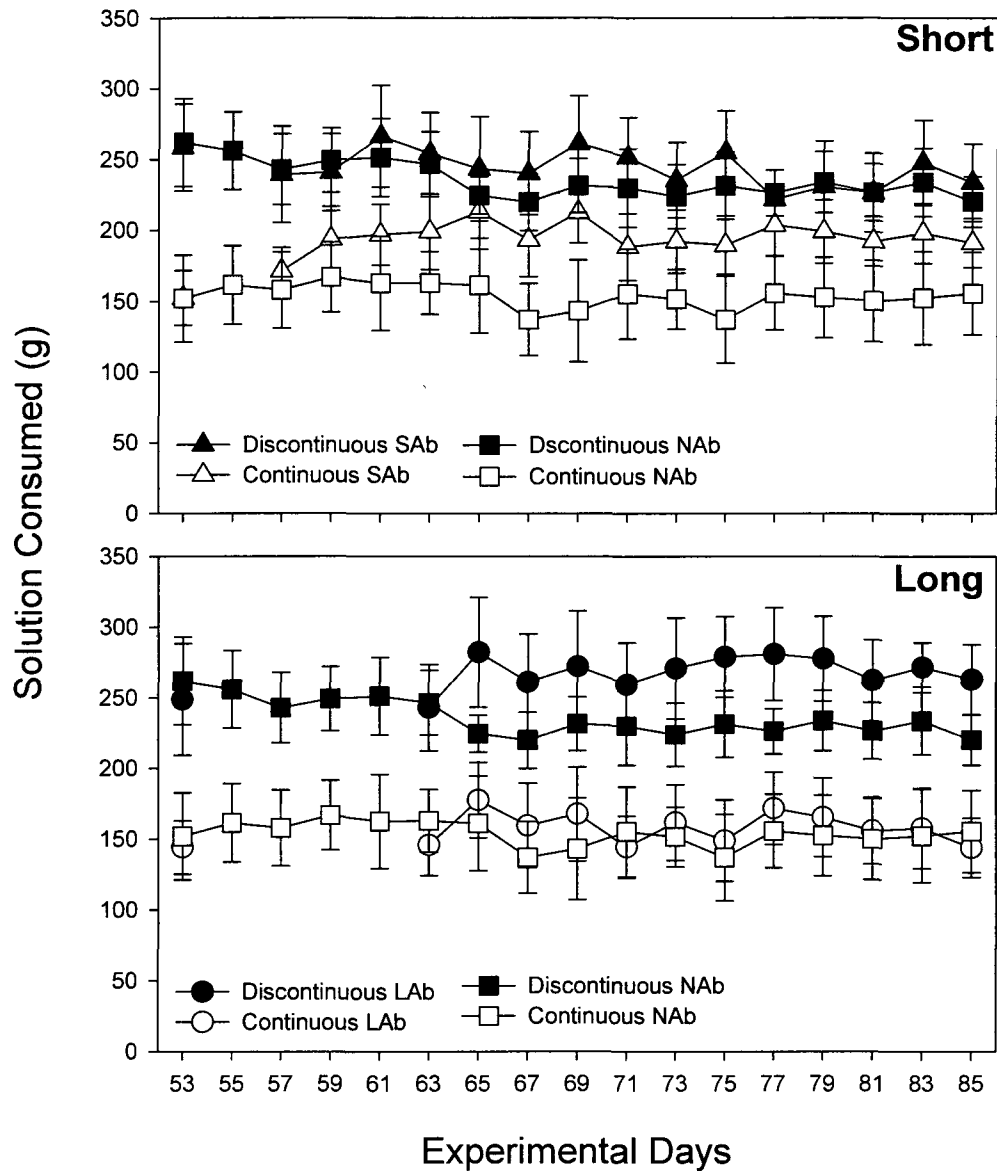 Short
350
300
250
200
150
100
50
0
Discontinuous SAb
Dscontinuous NAb
Continuous SAb
Continuous NAb
Solution Consumed (g)
Long
350
300
250
200
150
100
50
0
Discontinuous LAb
Discontinuous NAb
Continuous LAb
Continuous NAb
53 55 57 59 61 63 65 67 69 71 73 75 77 79 81 83 85
Experimental Days